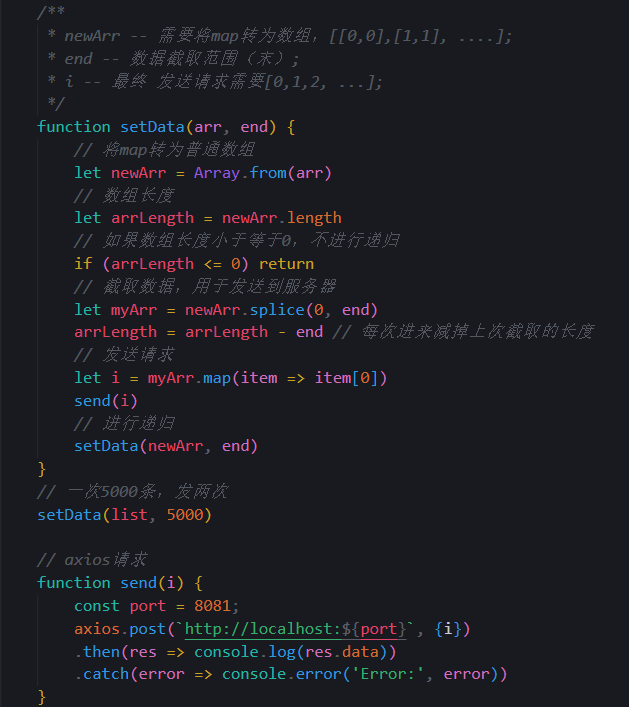 /**
 * newArr -- 需要将map转为数组，[[0,0],[1,1], ....];
 * end -- 数据截取范围（末）;
 * i -- 最终 发送请求需要[0,1,2, ...];
 */
function setData(arr, end) {
    // 将map转为普通数组
    let newArr = Array.from(arr)
    // 数组长度
    let arrLength = newArr.length
    // 如果数组长度小于等于0，不进行递归
    if (arrLength <= 0) return
    // 截取数据，用于发送到服务器
    let myArr = newArr.splice(0, end)
    arrLength = arrLength - end // 每次进来减掉上次截取的长度
    // 发送请求
    let i = myArr.map(item => item[0])
    send(i)
    // 进行递归
    setData(newArr, end)
}
// 一次5000条，发两次
setData(list, 5000)

// axios请求
function send(i) {
    const port = 8081;
    axios.post(`http://localhost:${port}`, {i})
    .then(res => console.log(res.data))
    .catch(error => console.error('Error:', error))
}